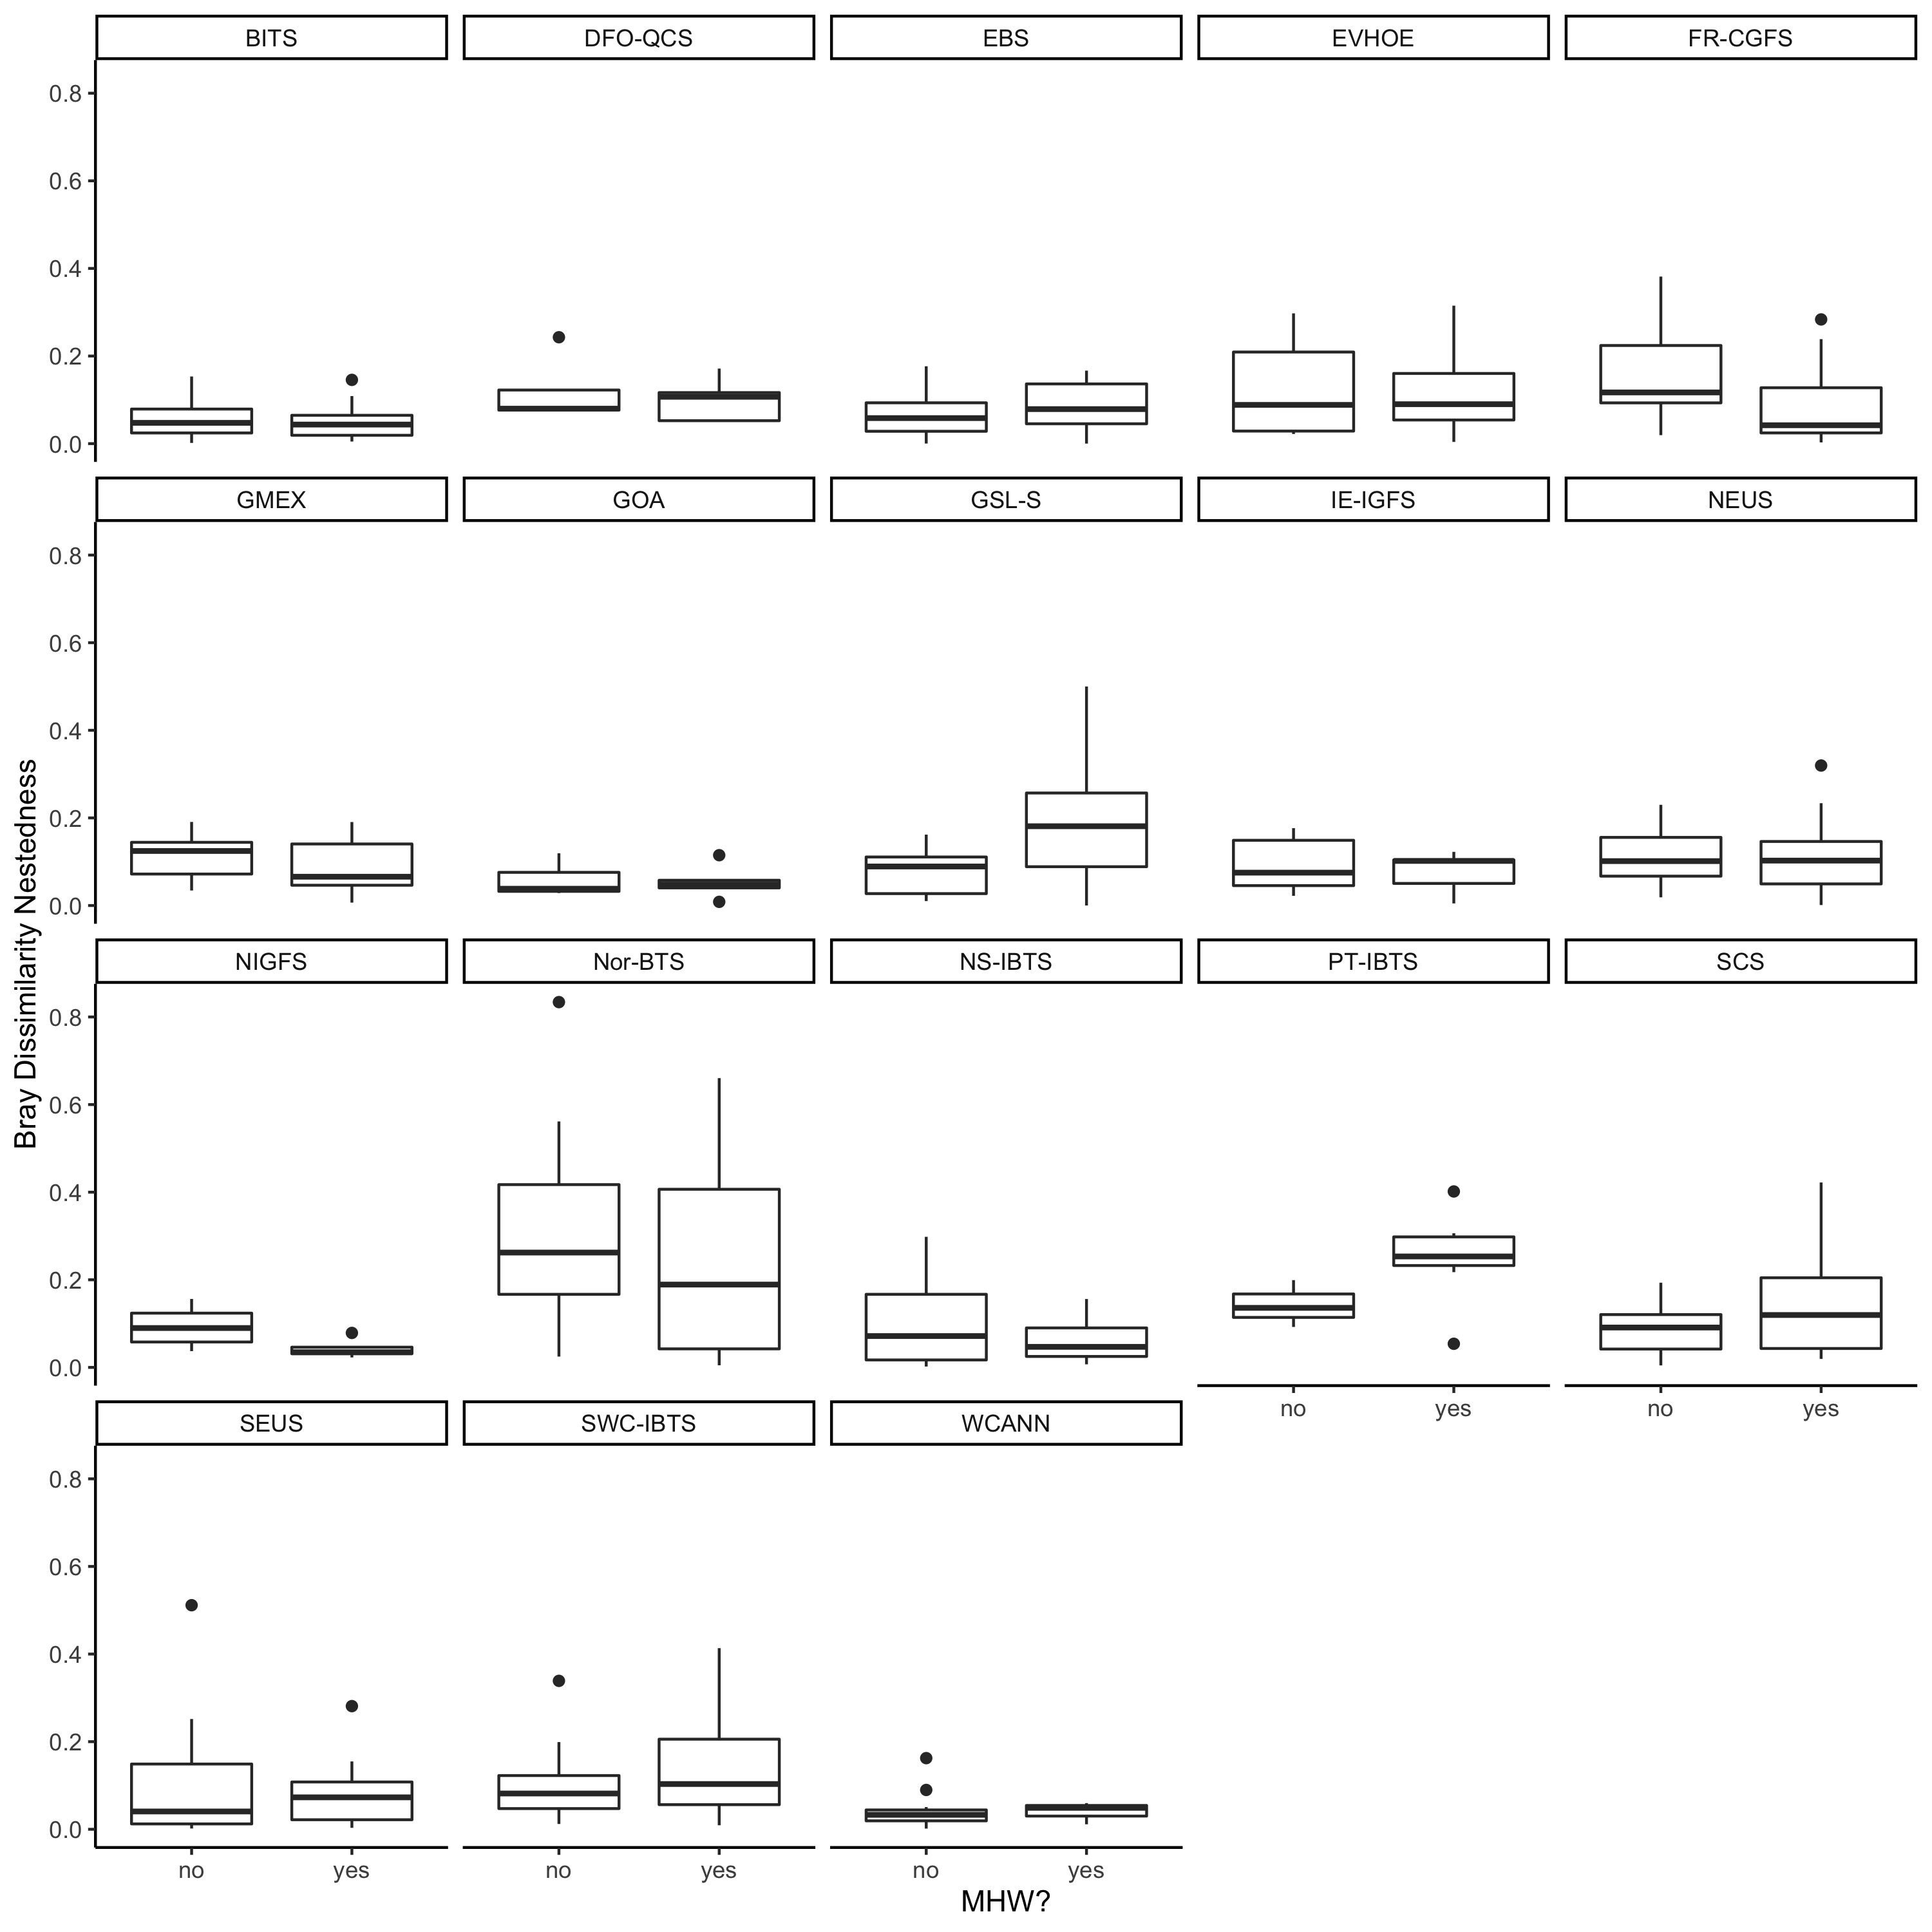 BITS DFO-QCS EBS EVHOE FR-CGFS
0.8
0.6
0.4
0.2
0.0
GMEX GOA GSL-S IE-IGFS NEUS
0.8
0.6
0.4
0.2
0.0
Bray Dissimilarity Nestedness
NIGFS Nor-BTS NS-IBTS PT-IBTS SCS
0.8
0.6
0.4
0.2
0.0
no yes no yes
SEUS SWC-IBTS WCANN
0.8
0.6
0.4
0.2
0.0
no yes no yes no yes
MHW?